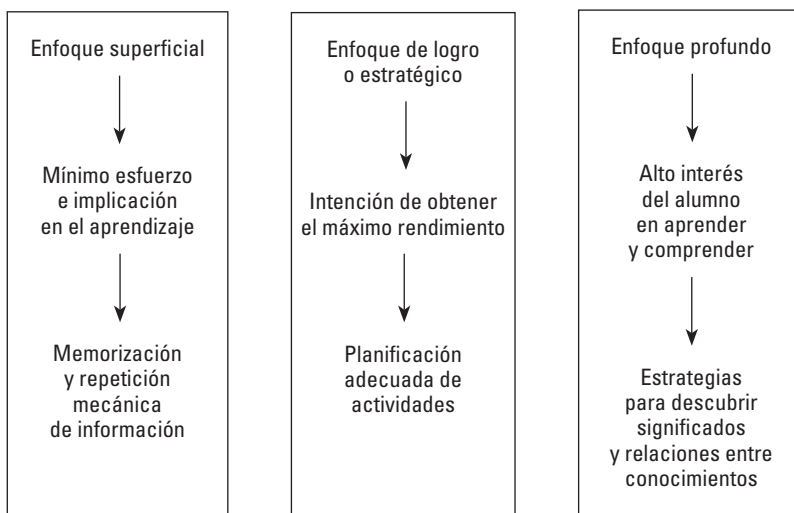 Enfoque superficial
Mínimo esfuerzo
e implicación
en el aprendizaje
Memorización
y repetición
mecánica
de información
Enfoque de logro
o estratégico
Intención de obtener
el máximo rendimiento
Planificación
adecuada de
actividades
Enfoque profundo
Alto interés
del alumno
en aprender
y comprender
Estrategias
para descubrir
significados
y relaciones entre
conocimientos